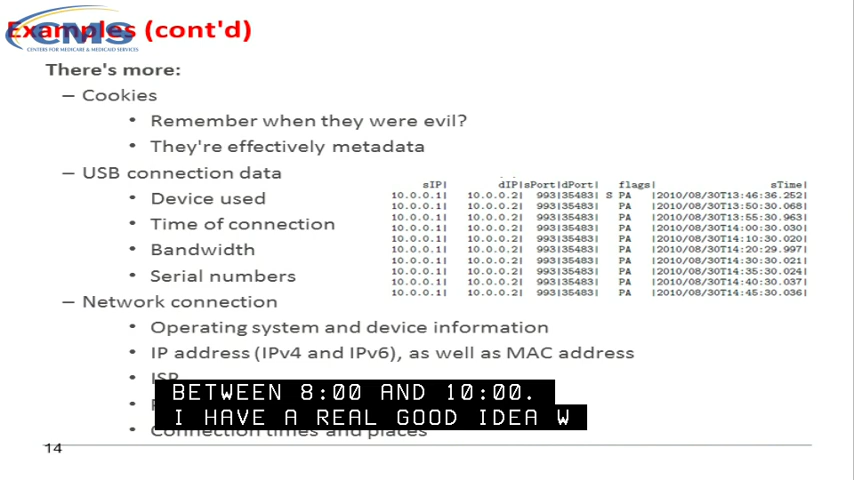 Examples (cont'd)
CMS
CENTERS FOR MEDICARE & MEDICAID SERVICES
There's more:
– Cookies
• Remember when they were evil?
• They're effectively metadata
– USB connection data
• Device used
• Time of connection
• Bandwidth
• Serial numbers
sIP| dIP|sPort|dPort| flags| sTime|
10.0.0.1| 10.0.0.2| 993|35483| S PA |2010/08/30T13:46:36.252|
10.0.0.1| 10.0.0.2| 993|35483| PA |2010/08/30T13:50:30.068|
10.0.0.1| 10.0.0.2| 993|35483| PA |2010/08/30T13:55:30.963|
10.0.0.1| 10.0.0.2| 993|35483| PA |2010/08/30T14:00:30.030|
10.0.0.1| 10.0.0.2| 993|35483| PA |2010/08/30T14:10:30.020|
10.0.0.1| 10.0.0.2| 993|35483| PA |2010/08/30T14:20:29.997|
10.0.0.1| 10.0.0.2| 993|35483| PA |2010/08/30T14:30:30.021|
10.0.0.1| 10.0.0.2| 993|35483| PA |2010/08/30T14:35:30.024|
10.0.0.1| 10.0.0.2| 993|35483| PA |2010/08/30T14:40:30.037|
10.0.0.1| 10.0.0.2| 993|35483| PA |2010/08/30T14:45:30.036|
– Network connection
• Operating system and device information
• IP address (IPv4 and IPv6), as well as MAC address
• ISP
BETWEEN 8:00 AND 10:00.
I HAVE A REAL GOOD IDEA W
• Connection times and places
14